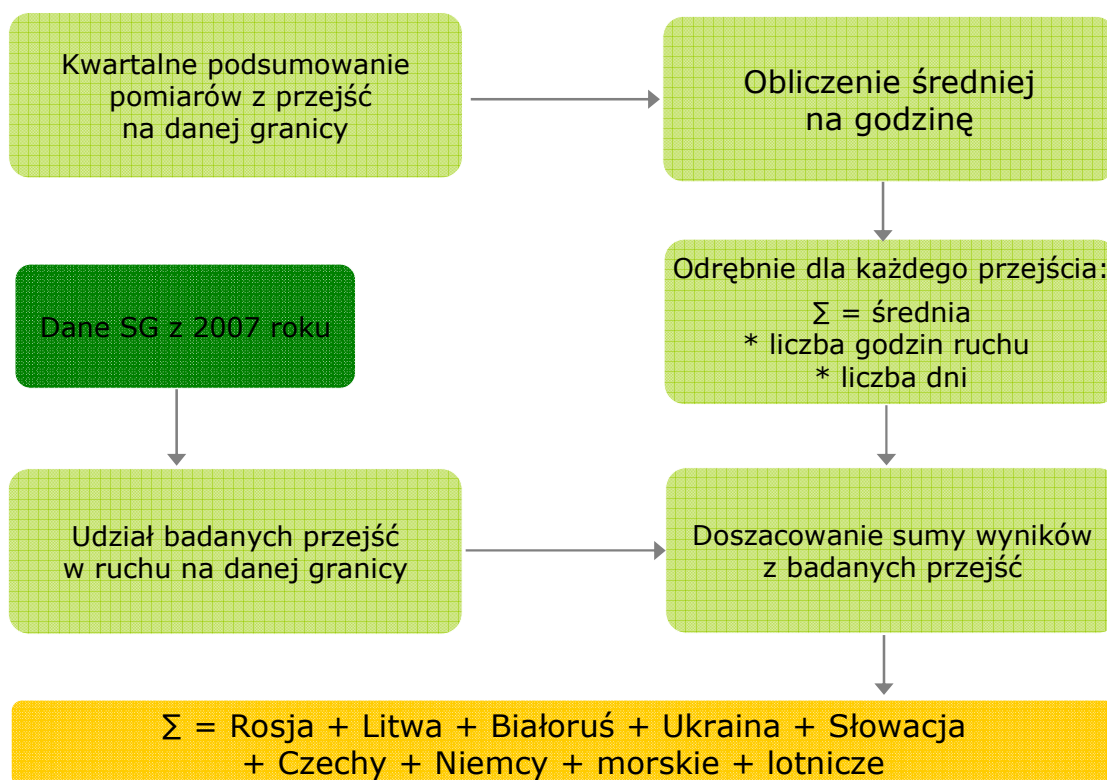 Kwartalne podsumowanie
pomiarów z przejść
na danej granicy
Obliczenie średniej
na godzinę
Odrębnie dla każdego przejścia:
∑ = średnia
* liczba godzin ruchu
* liczba dni
Dane SG z 2007 roku
Udział badanych przejść
w ruchu na danej granicy
Doszacowanie sumy wyników
z badanych przejść
∑ = Rosja + Litwa + Białoruś + Ukraina + Słowacja
+ Czechy + Niemcy + morskie + lotnicze